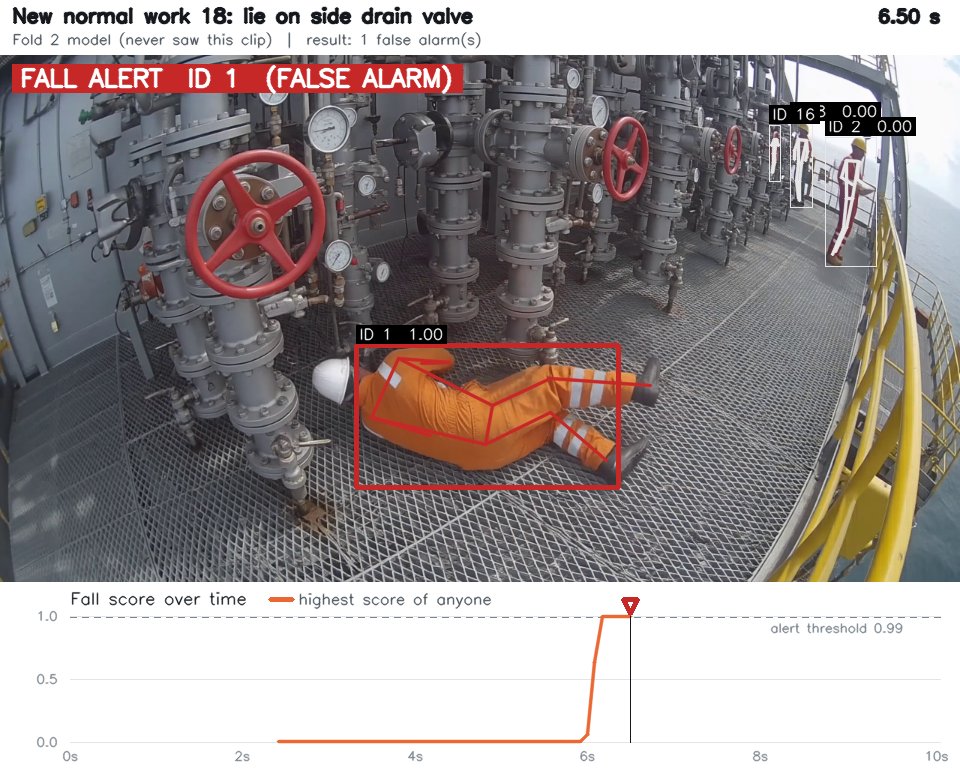 New normal work 18: lie on side drain valve
6.50 s
Fold 2 model (never saw this clip) | result: 1 false alarm(s)
FALL ALERT ID 1 (FALSE ALARM)
ID 16
3 0.00
ID 2 0.00
ID 1 1.00
Fall score over time
highest score of anyone
1.0
alert threshold 0.99
0.5
0.0
0s
2s
4s
6s
8s
10s